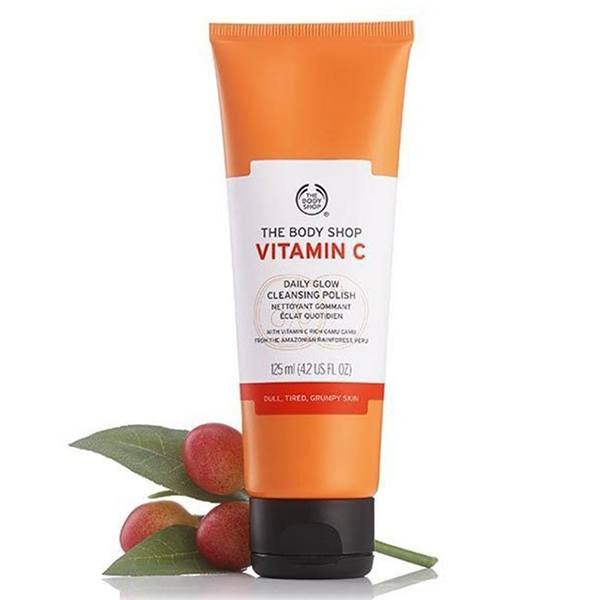 THE
BODY
SHOP
®
THE BODY SHOP
VITAMIN C
DAILY GLOW
CLEANSING POLISH
NETTOYANT GOMMANT
ÉCLAT QUOTIDIEN
WITH VITAMIN C RICH CAMU CAMU
FROM THE AMAZONIAN RAINFOREST, PERU
125 ml (4.2 US FL OZ)
DULL, TIRED, GRUMPY SKIN